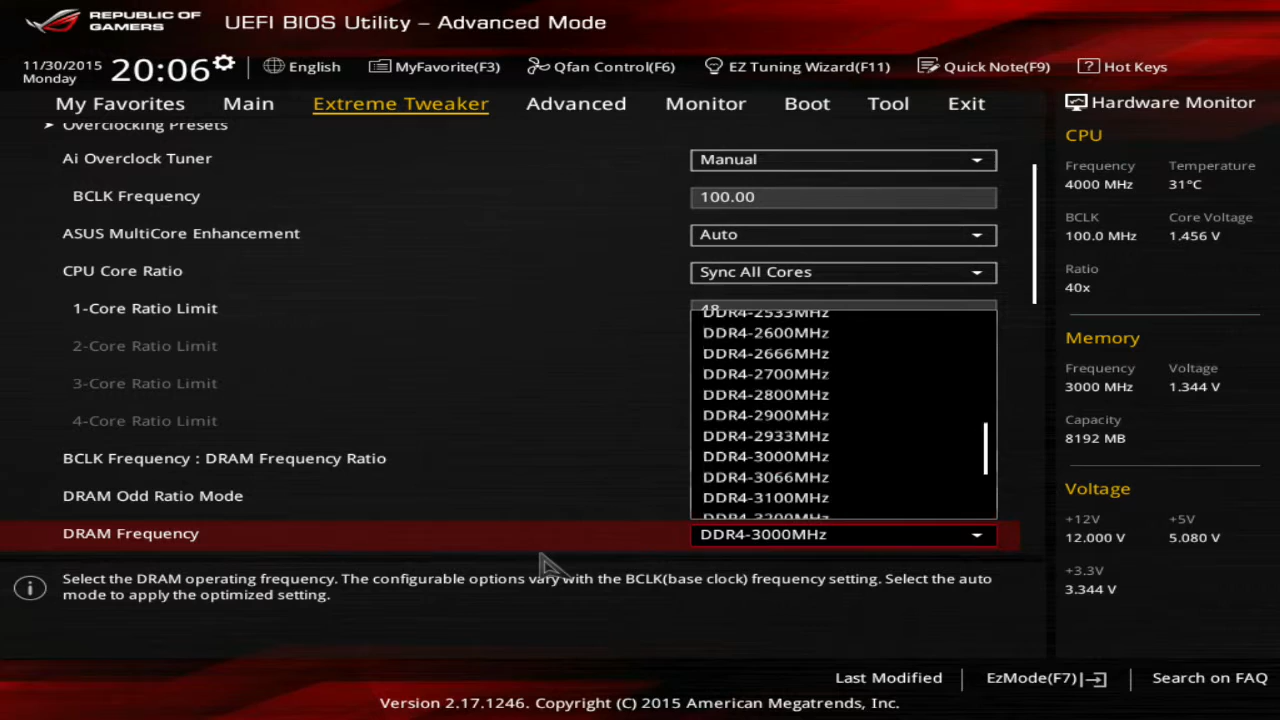 REPUBLIC OF
GAMERS
UEFI BIOS Utility – Advanced Mode
11/30/2015
Monday
20:06
English
MyFavorite(F3)
Qfan Control(F6)
EZ Tuning Wizard(F11)
Quick Note(F9)
? Hot Keys
My Favorites
Main
Extreme Tweaker
Advanced
Monitor
Boot
Tool
Exit
Overclocking Presets
Ai Overclock Tuner
Manual
BCLK Frequency
100.00
ASUS MultiCore Enhancement
Auto
CPU Core Ratio
Sync All Cores
1-Core Ratio Limit
48
2-Core Ratio Limit
3-Core Ratio Limit
4-Core Ratio Limit
BCLK Frequency : DRAM Frequency Ratio
DRAM Odd Ratio Mode
DDR4-2533MHz
DDR4-2600MHz
DDR4-2666MHz
DDR4-2700MHz
DDR4-2800MHz
DDR4-2900MHz
DDR4-2933MHz
DDR4-3000MHz
DDR4-3066MHz
DDR4-3100MHz
DDR4-3200MHz
DRAM Frequency
DDR4-3000MHz
Select the DRAM operating frequency. The configurable options vary with the BCLK(base clock) frequency setting. Select the auto
mode to apply the optimized setting.
Hardware Monitor
CPU
Frequency Temperature
4000 MHz 31°C
BCLK Core Voltage
100.0 MHz 1.456 V
Ratio
40x
Memory
Frequency Voltage
3000 MHz 1.344 V
Capacity
8192 MB
Voltage
+12V +5V
12.000 V 5.080 V
+3.3V
3.344 V
Last Modified
EzMode(F7)
Search on FAQ
Version 2.17.1246. Copyright (C) 2015 American Megatrends, Inc.